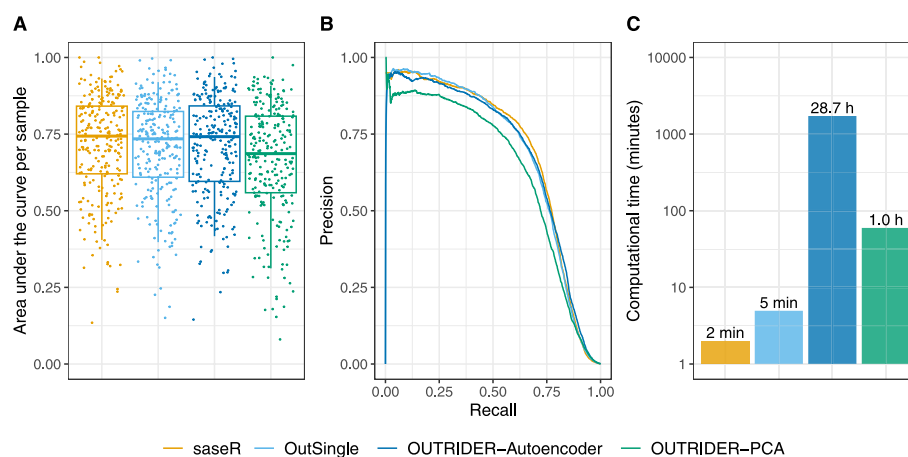 A
Area under the curve per sample
1.00
0.75
0.50
0.25
0.00
B
Precision
1.00
0.75
0.50
0.25
0.00
0.00 0.25 0.50 0.75 1.00
Recall
C
Computational time (minutes)
10000
1000
100
10
1
2 min
5 min
28.7 h
1.0 h
saseR OutSingle OUTRIDER−Autoencoder OUTRIDER−PCA